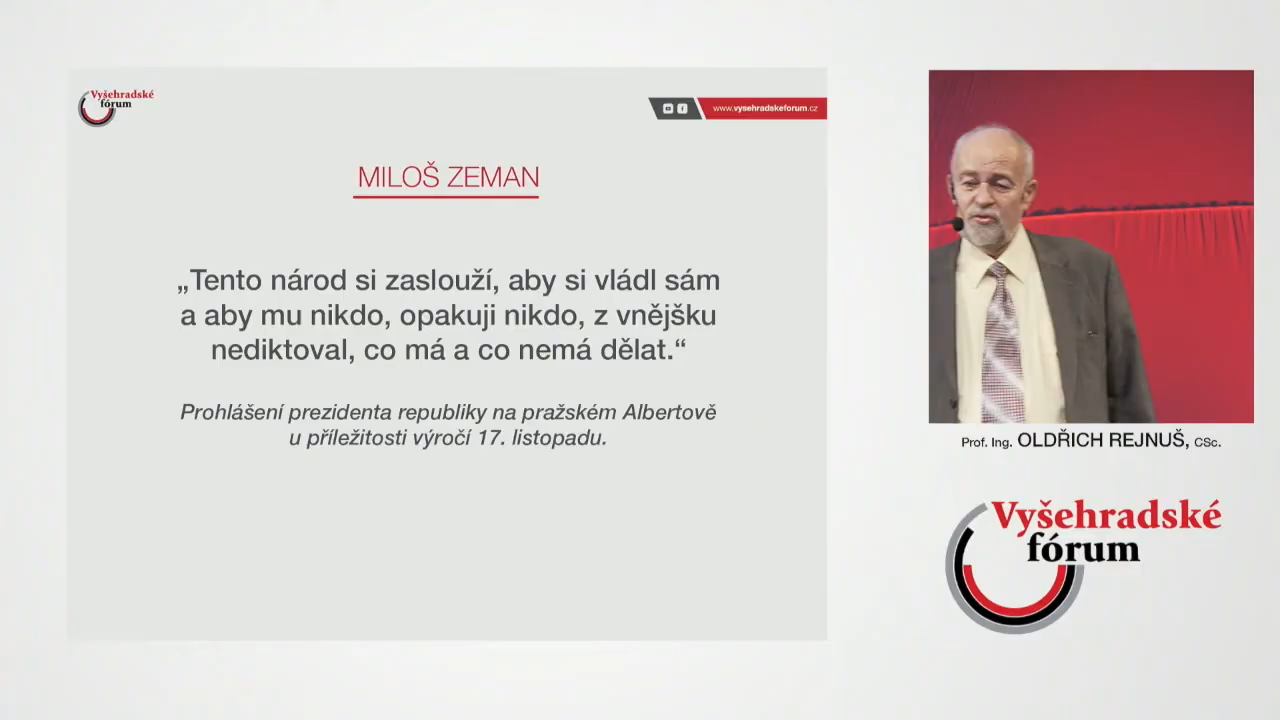 Vyšehradské
fórum
www.vysehradskeforum.cz
MILOŠ ZEMAN
„Tento národ si zaslouží, aby si vládl sám
a aby mu nikdo, opakuji nikdo, z vnějšku
nediktoval, co má a co nemá dělat.“
Prohlášení prezidenta republiky na pražském Albertově
u příležitosti výročí 17. listopadu.
Prof. Ing. OLDŘICH REJNUŠ, CSc.
Vyšehradské
fórum